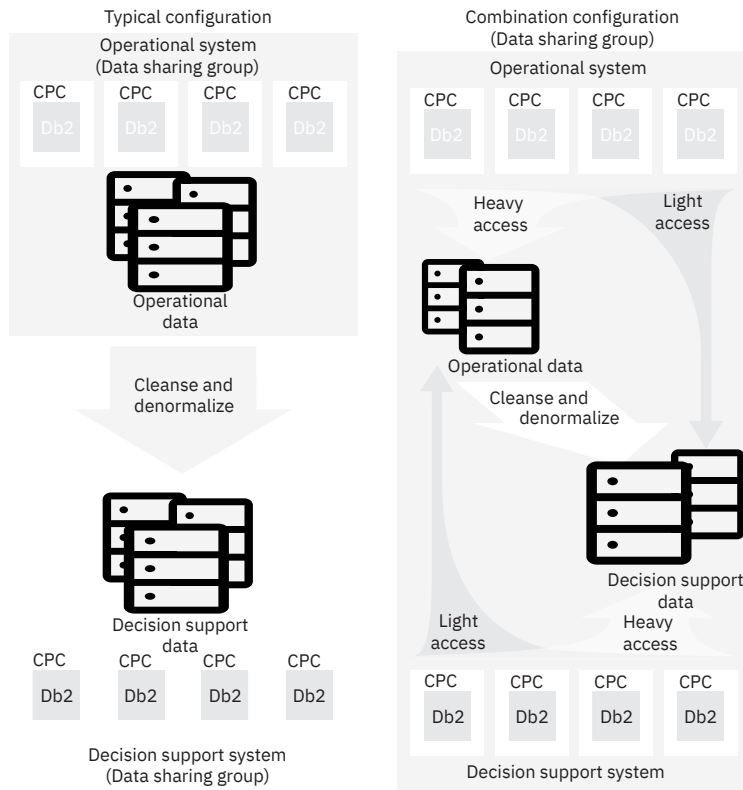 Typical configuration
Operational system
(Data sharing group)
CPC CPC CPC CPC
Db2 Db2 Db2 Db2
Operational
data
Cleanse and
denormalize
Decision support
data
CPC CPC CPC CPC
Db2 Db2 Db2 Db2
Decision support system
(Data sharing group)
Combination configuration
(Data sharing group)
Operational system
CPC CPC CPC CPC
Db2 Db2 Db2 Db2
Heavy
access
Light
access
Operational data
Cleanse and
denormalize
Decision support
data
Light
access
Heavy
access
CPC CPC CPC CPC
Db2 Db2 Db2 Db2
Decision support system